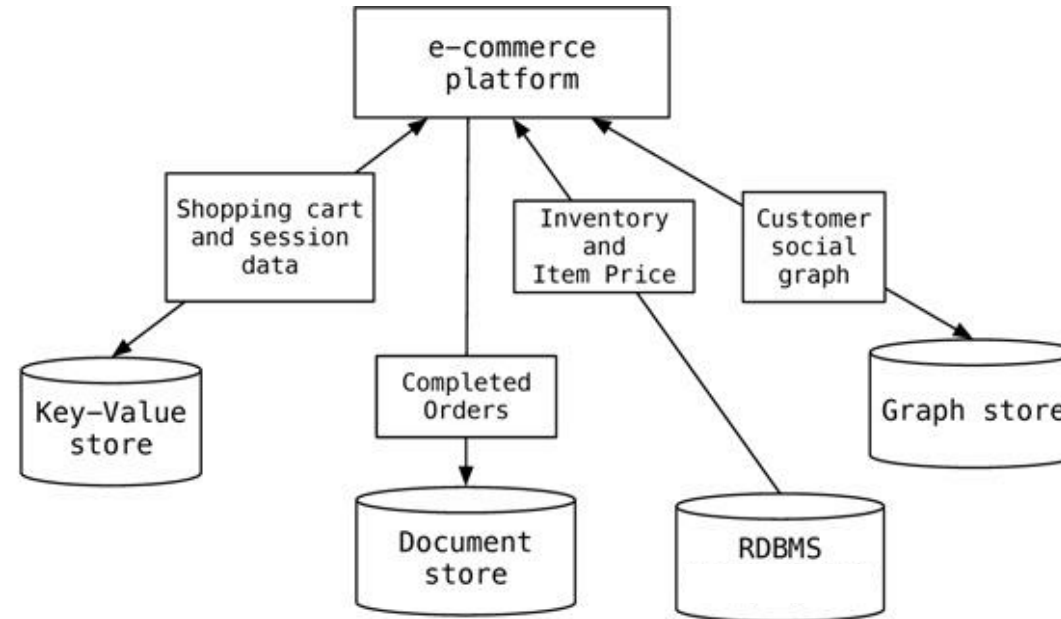 e-commerce
platform
Shopping cart
and session
data
Inventory
and
Item Price
Customer
social
graph
Completed
Orders
Key-Value
store
Graph store
Document
store
RDBMS